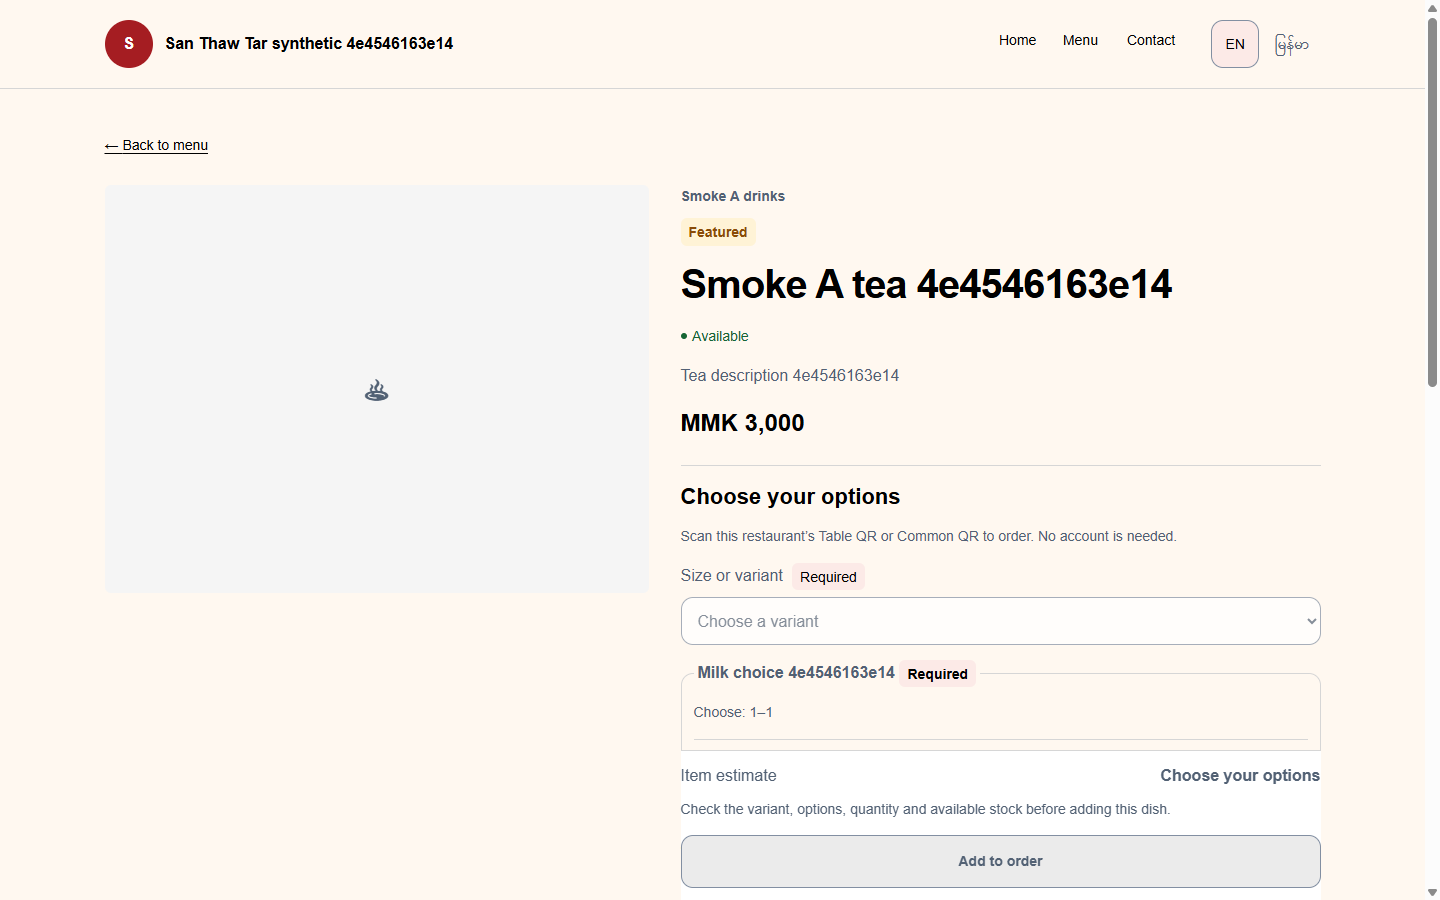 S
San Thaw Tar synthetic 4e4546163e14
Home
Menu
Contact
EN
မြန်မာ
← Back to menu
Smoke A drinks
Featured
Smoke A tea 4e4546163e14
Available
Tea description 4e4546163e14
MMK 3,000
Choose your options
Scan this restaurant's Table QR or Common QR to order. No account is needed.
Size or variant Required
Choose a variant
Milk choice 4e4546163e14 Required
Choose: 1–1
Item estimate
Choose your options
Check the variant, options, quantity and available stock before adding this dish.
Add to order